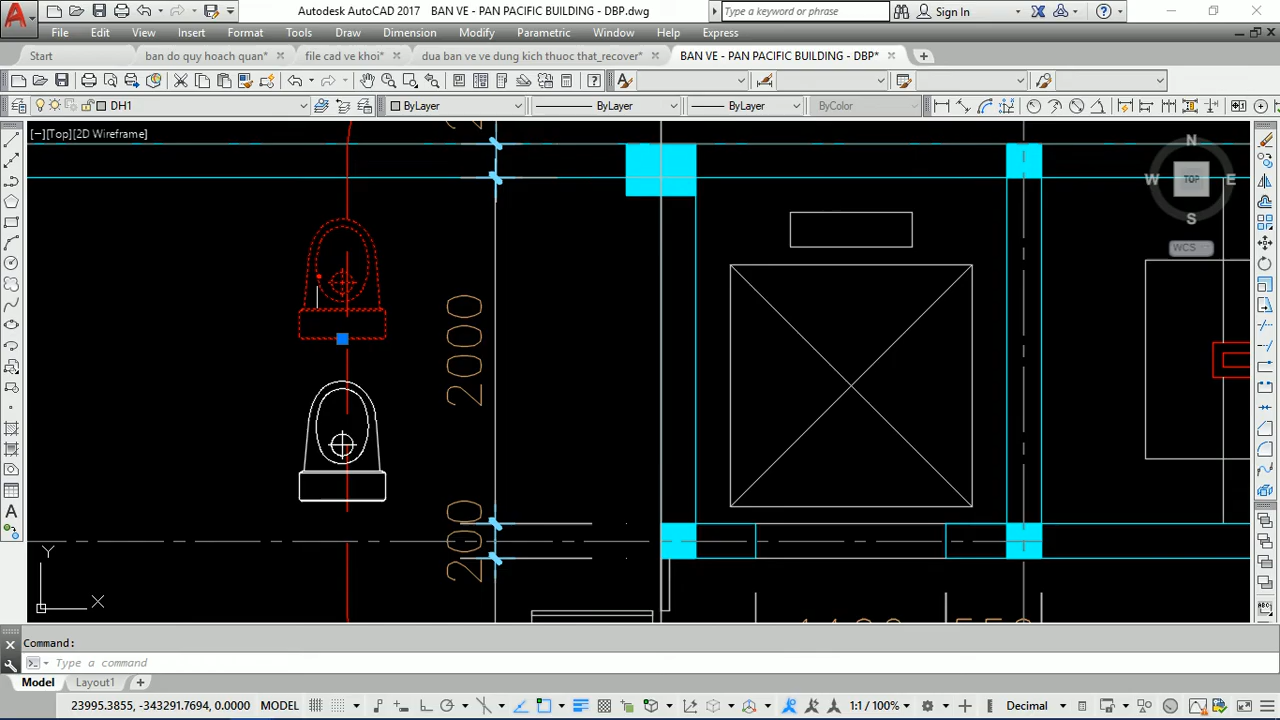 Autodesk AutoCAD 2017 BAN VE - PAN PACIFIC BUILDING - DBP.dwg
Type a keyword or phrase
Sign In
File Edit View Insert Format Tools Draw Dimension Modify Parametric Window Help Express
Start
ban do quy hoach quan*
file cad ve khoi*
dua ban ve ve dung kich thuoc that_recover*
BAN VE - PAN PACIFIC BUILDING - DBP*
DH1
ByLayer
ByLayer
ByLayer
ByColor
[−][Top][2D Wireframe]
N
W TOP E
S
WCS
2000
200
Y
X
Command:
Type a command
Model Layout1
23995.3855, -343291.7694, 0.0000 MODEL
1:1 / 100%
Decimal